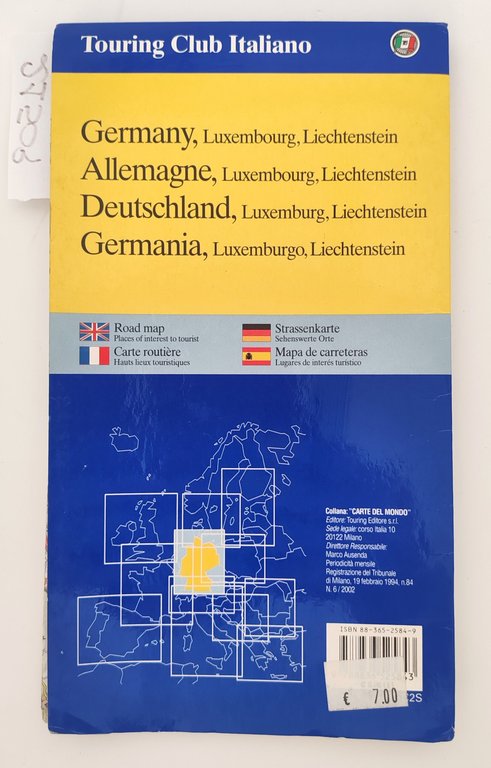 Touring Club Italiano
Germany, Luxembourg, Liechtenstein
Allemagne, Luxembourg, Liechtenstein
Deutschland, Luxemburg, Liechtenstein
Germania, Luxemburgo, Liechtenstein
Road map
Places of interest to tourist
Carte routière
Hauts lieux touristiques
Strassenkarte
Sehenswerte Orte
Mapa de carreteras
Lugares de interés turístico
Collana: "CARTE DEL MONDO"
Editore: Touring Editore s.r.l.
Sede legale: corso Italia 10
20122 Milano
Direttore Responsabile:
Marco Ausenda
Periodicità mensile
Registrazione del Tribunale
di Milano, 19 febbraio 1994, n.84
N. 6 / 2002
ISBN 88-365-2584-9
€ 7.00